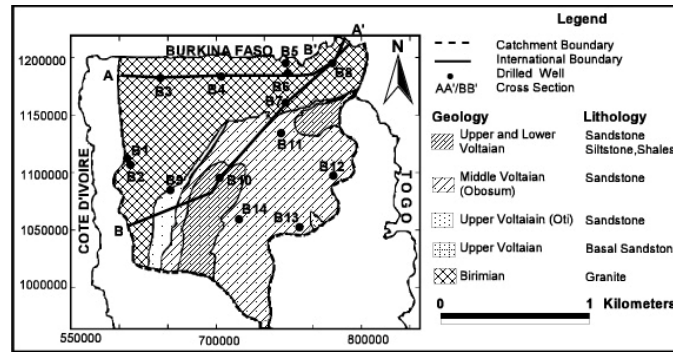 Legend
Catchment Boundary
International Boundary
Drilled Well
AA'/BB' Cross Section
Geology Lithology
Upper and Lower Voltaian Sandstone Siltstone,Shales
Middle Voltaian (Obosum) Sandstone
Upper Voltaiain (Oti) Sandstone
Upper Voltaian Basal Sandston
Birimian Granite
0 1 Kilometers
1200000
1150000
1100000
1050000
1000000
550000 700000 800000
BURKINA FASO
COTE D'IVOIRE
TOGO
N
A
A'
B
B'
B1
B2
B3
B4
B5
B6
B7
B8
B9
B10
B11
B12
B13
B14